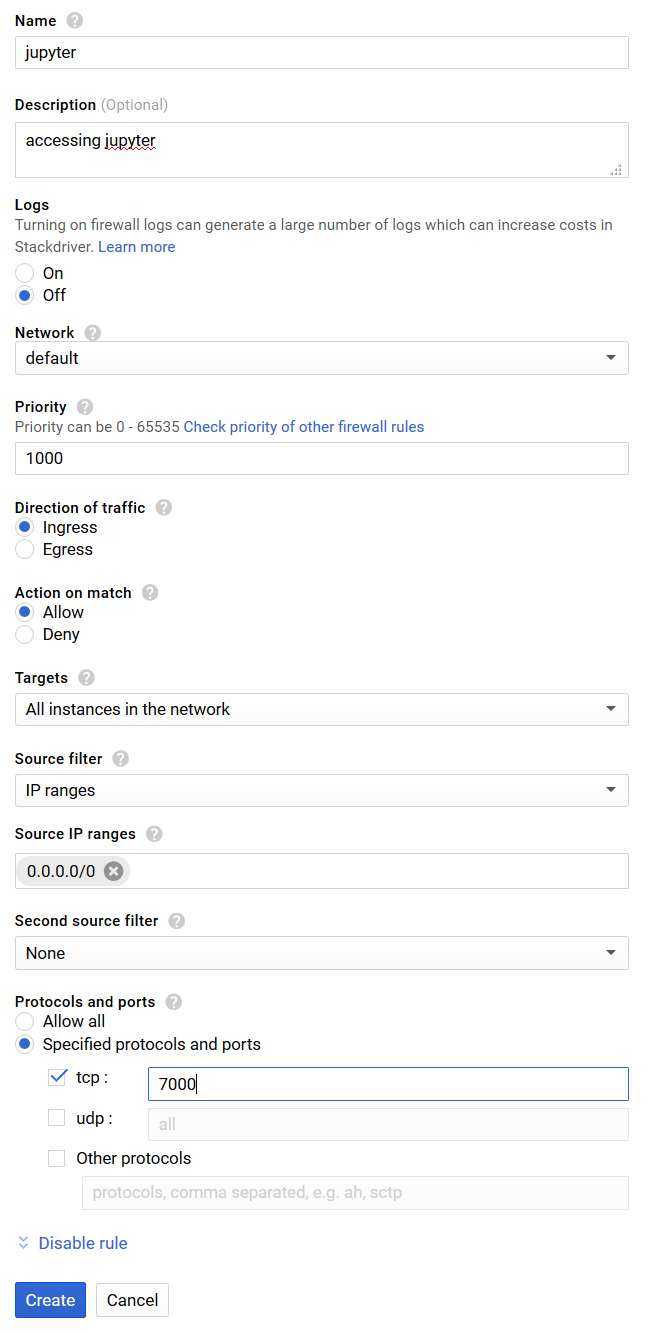 Name
jupyter
Description (Optional)
accessing jupyter
Logs
Turning on firewall logs can generate a large number of logs which can increase costs in
Stackdriver. Learn more
On
Off
Network
default
Priority
Priority can be 0 - 65535 Check priority of other firewall rules
1000
Direction of traffic
Ingress
Egress
Action on match
Allow
Deny
Targets
All instances in the network
Source filter
IP ranges
Source IP ranges
0.0.0.0/0
Second source filter
None
Protocols and ports
Allow all
Specified protocols and ports
tcp : 7000
udp : all
Other protocols
protocols, comma separated, e.g. ah, sctp
Disable rule
Create Cancel